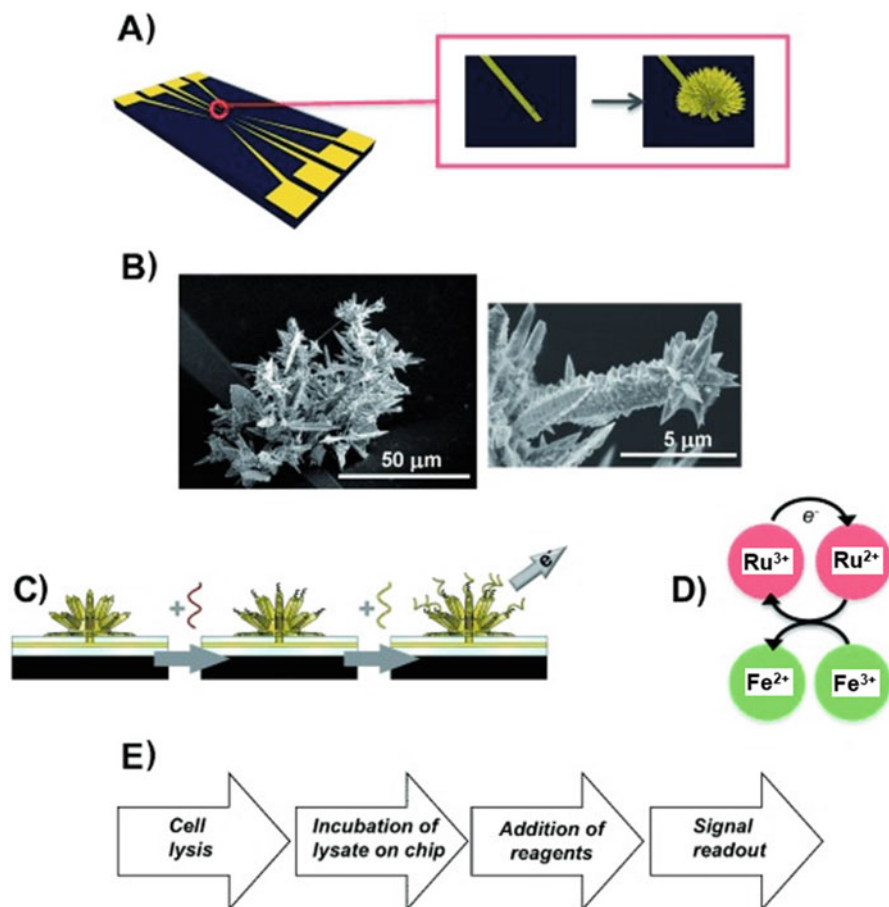 A)
B)
50 μm
5 μm
C)
+
+
e-
D)
e-
Ru3+
Ru2+
Fe2+
Fe3+
E)
Cell
lysis
Incubation of
lysate on chip
Addition of
reagents
Signal
readout